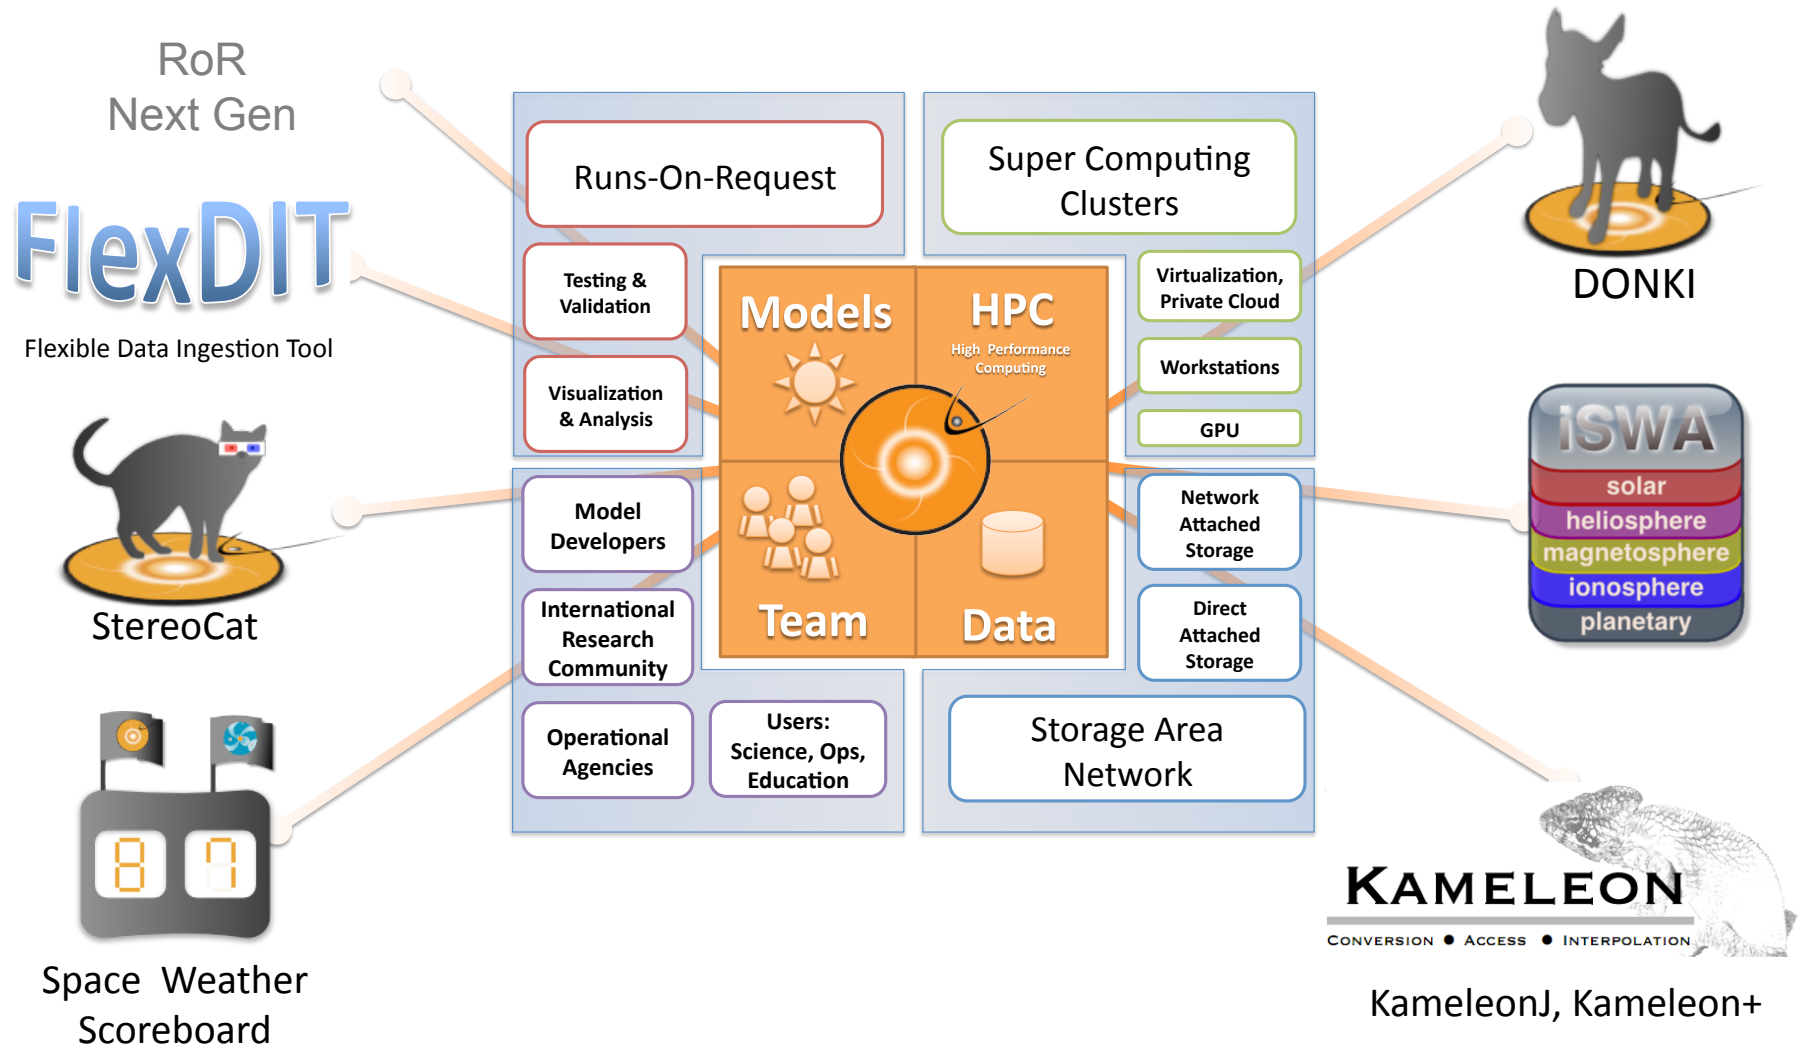 RoR
Next Gen
FlexDIT
Flexible Data Ingestion Tool
StereoCat
Space Weather
Scoreboard
87
Runs-On-Request
Testing &
Validation
Visualization
& Analysis
Super Computing
Clusters
Virtualization,
Private Cloud
Workstations
GPU
Models
HPC
High Performance
Computing
Team
Data
Model
Developers
International
Research
Community
Operational
Agencies
Users:
Science, Ops,
Education
Network
Attached
Storage
Direct
Attached
Storage
Storage Area
Network
DONKI
iSWA
solar
heliosphere
magnetosphere
ionosphere
planetary
KAMELEON
CONVERSION ● ACCESS ● INTERPOLATION
KameleonJ, Kameleon+